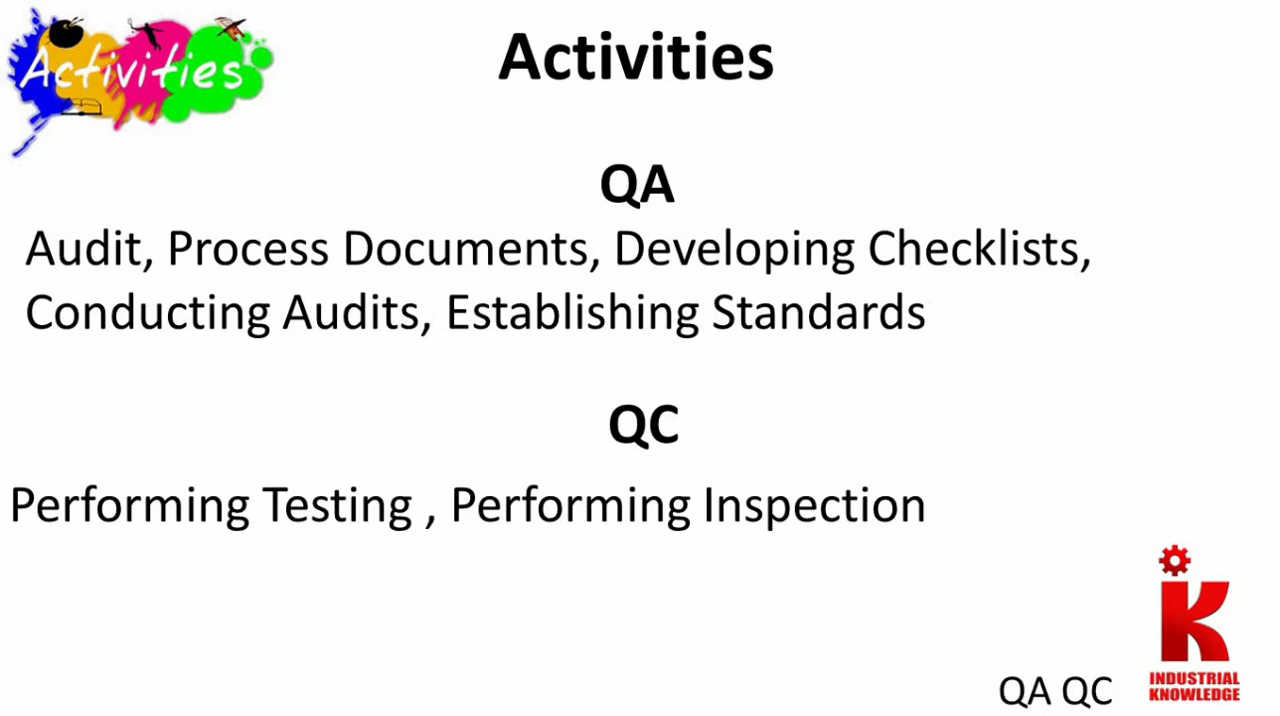 Activities
Activities
QA
Audit, Process Documents, Developing Checklists,
Conducting Audits, Establishing Standards
QC
Performing Testing , Performing Inspection
QA QC
INDUSTRIAL
KNOWLEDGE